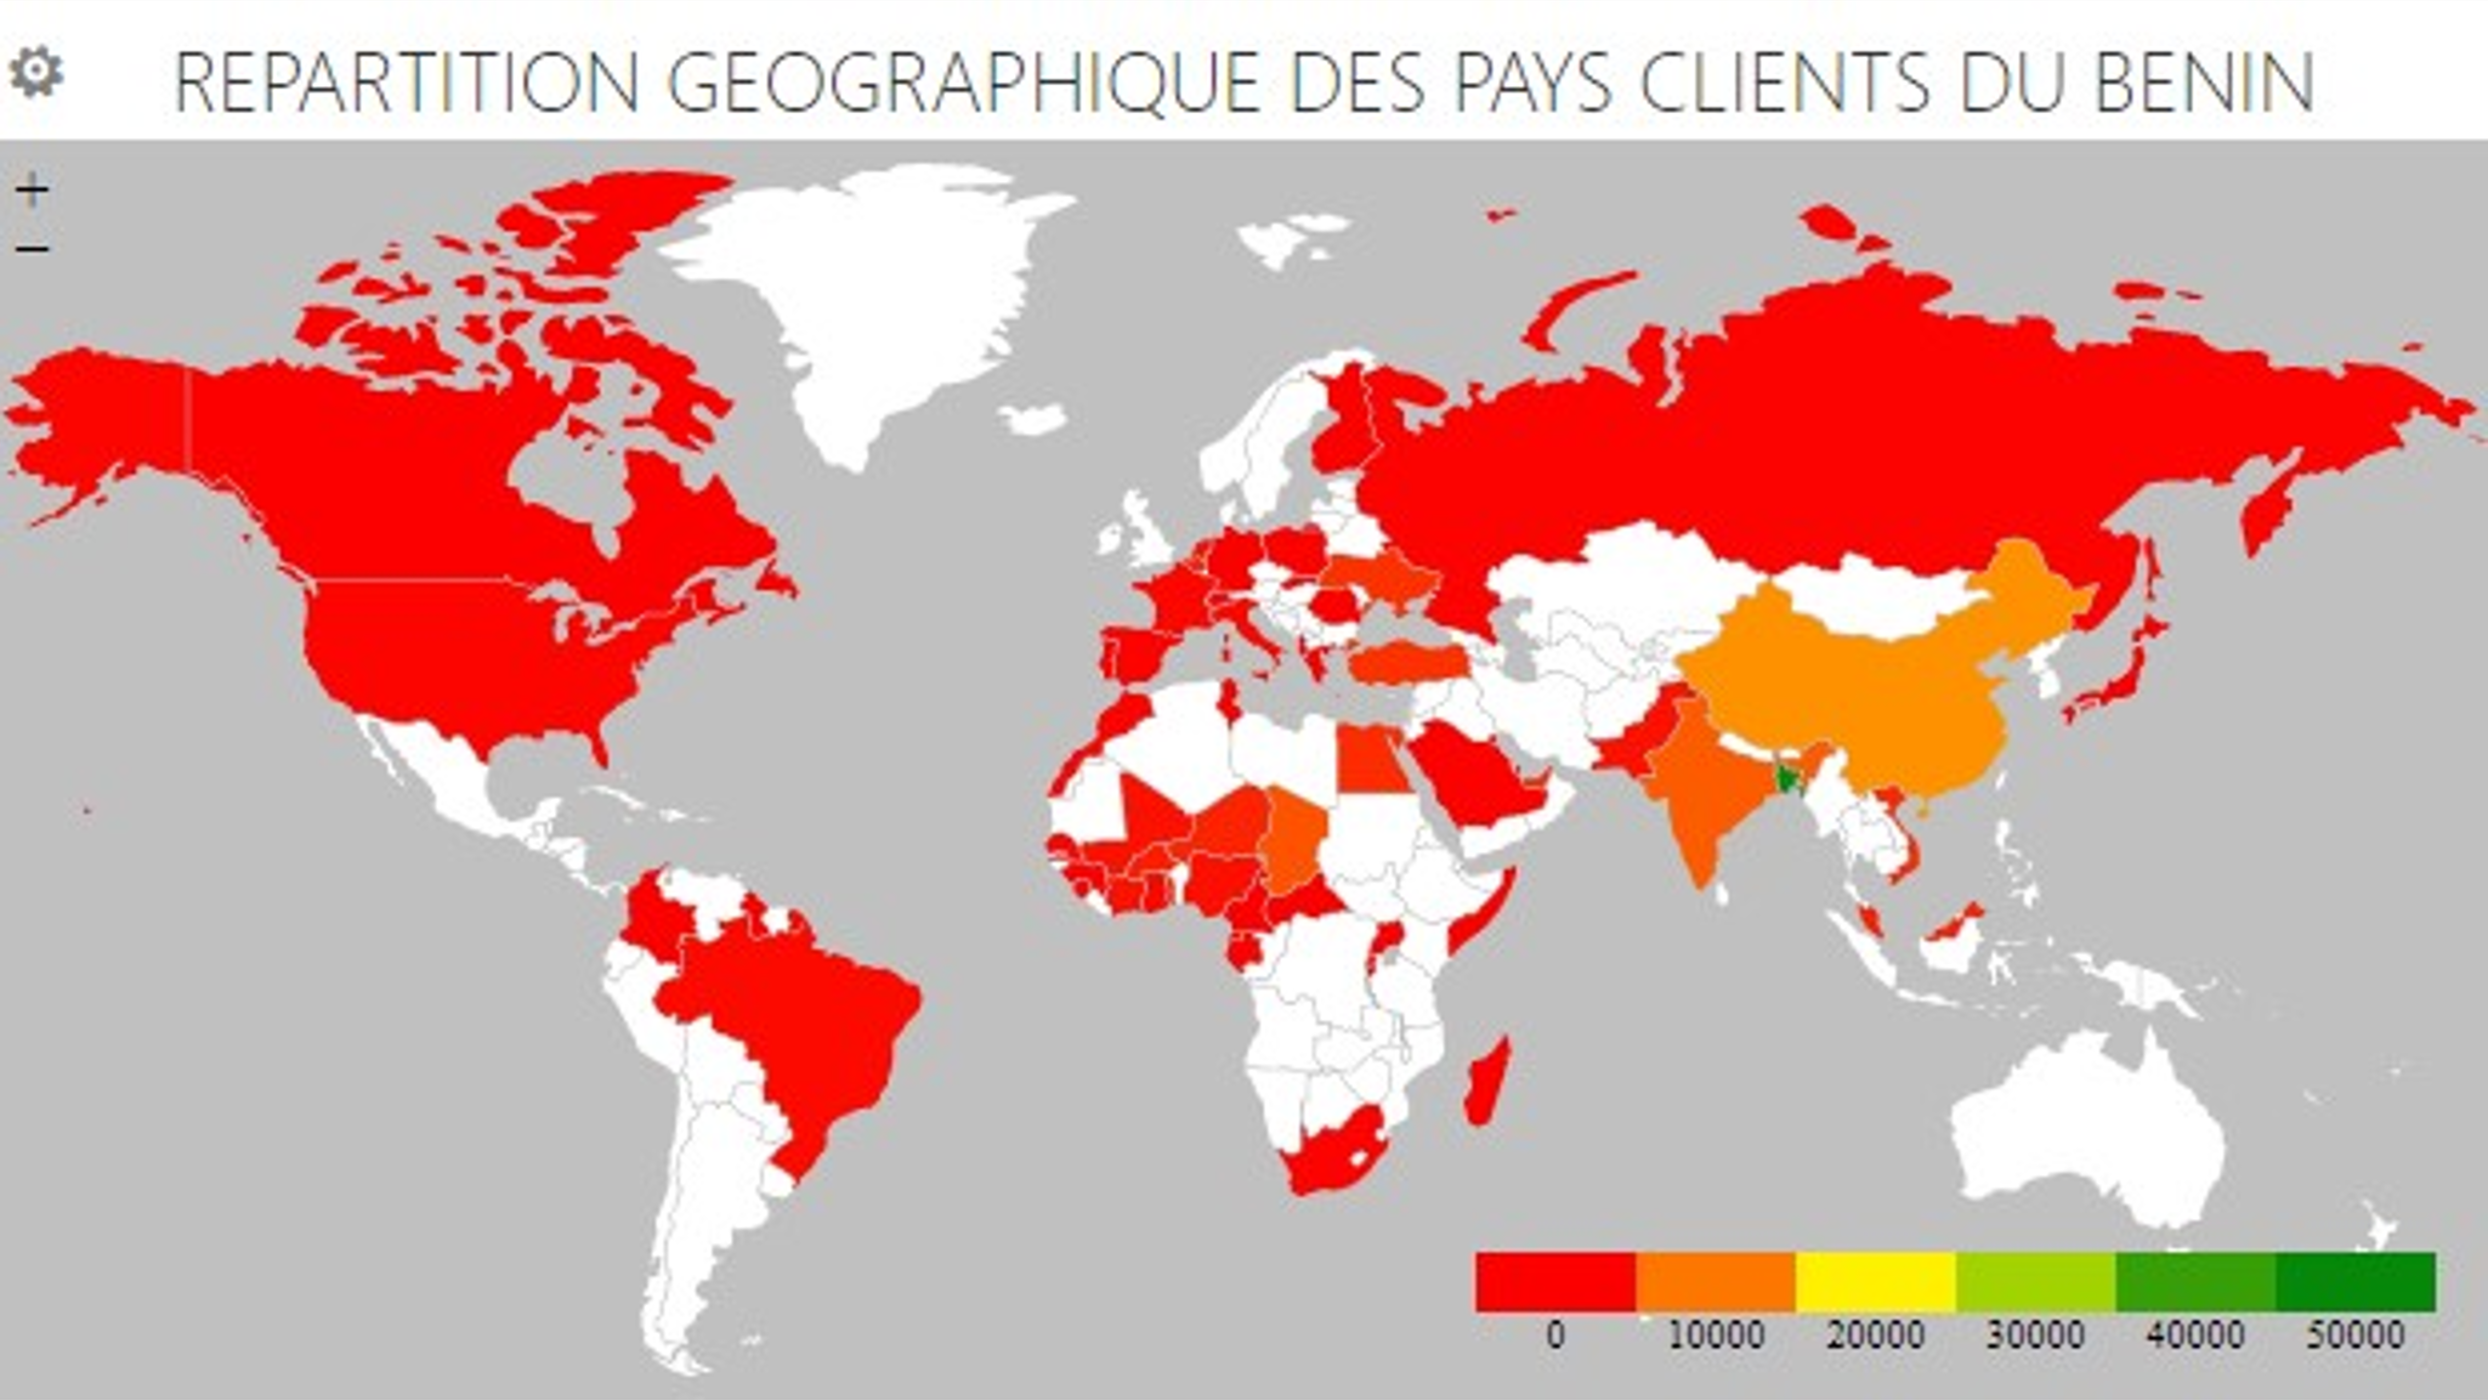 REPARTITION GEOGRAPHIQUE DES PAYS CLIENTS DU BENIN
+
−
0 10000 20000 30000 40000 50000